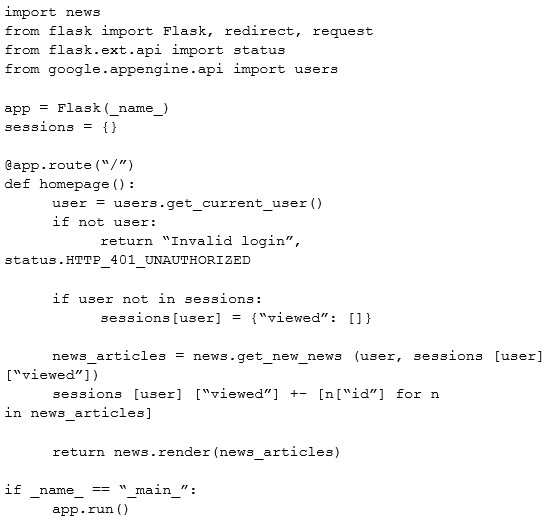 import news
from flask import Flask, redirect, request
from flask.ext.api import status
from google.appengine.api import users

app = Flask(_name_)
sessions = {}

@app.route(“/”)
def homepage():
      user = users.get_current_user()
      if not user:
            return “Invalid login”,
status.HTTP_401_UNAUTHORIZED

      if user not in sessions:
            sessions[user] = {“viewed”: []}

      news_articles = news.get_new_news (user, sessions [user]
[“viewed”])
      sessions [user] [“viewed”] +- [n[“id”] for n
in news_articles]

      return news.render(news_articles)

if _name_ == “_main_”:
      app.run()